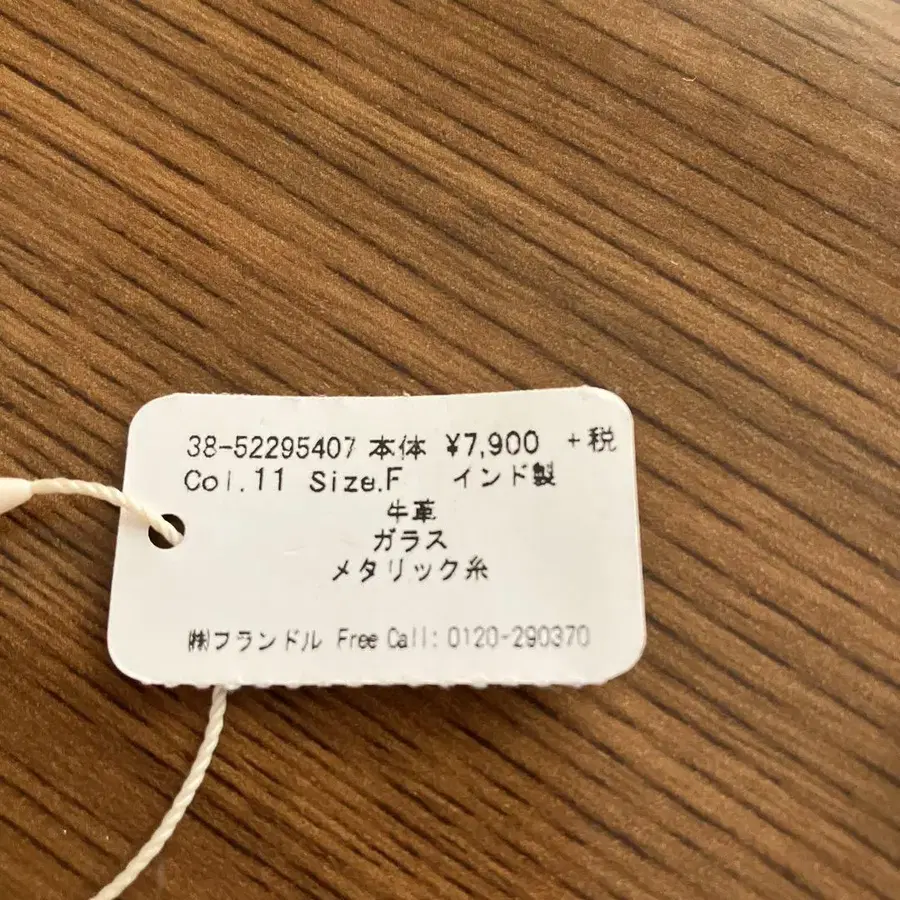 38-52295407 本体 ¥7,900 +税
Col.11 Size.F インド製
牛革
ガラス
メタリック糸
㈱フランドル Free Call: 0120-290370